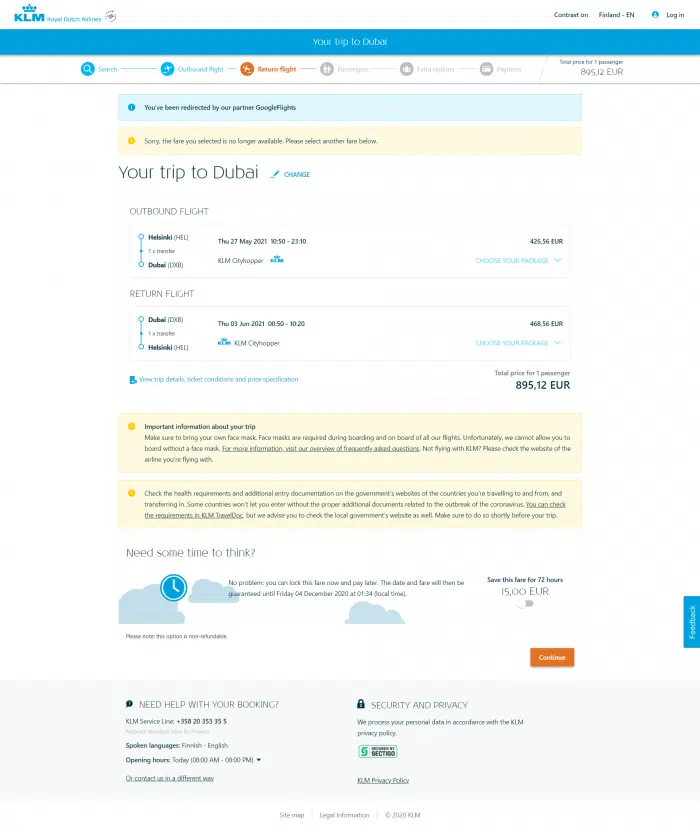 KLM Royal Dutch Airlines
Contrast on
Finland - EN
Log in
Your trip to Dubai
Search
Outbound flight
Return flight
Passengers
Extra options
Payment
Total price for 1 passenger
895,12 EUR
You've been redirected by our partner GoogleFlights
Sorry, the fare you selected is no longer available. Please select another fare below.
Your trip to Dubai
CHANGE
OUTBOUND FLIGHT
Helsinki (HEL)
1 x transfer
Dubai (DXB)
Thu 27 May 2021 10:50 - 23:10
426,56 EUR
KLM Cityhopper
KLM
CHOOSE YOUR PACKAGE
RETURN FLIGHT
Dubai (DXB)
1 x transfer
Helsinki (HEL)
Thu 03 Jun 2021 00:50 - 10:20
468,56 EUR
KLM
KLM Cityhopper
CHOOSE YOUR PACKAGE
View trip details, ticket conditions and price specification
Total price for 1 passenger
895,12 EUR
Important information about your trip
Make sure to bring your own face mask. Face masks are required during boarding and on board of all our flights. Unfortunately, we cannot allow you to
board without a face mask. For more information, visit our overview of frequently asked questions. Not flying with KLM? Please check the website of the
airline you're flying with.
Check the health requirements and additional entry documentation on the government's websites of the countries you're travelling to and from, and
transferring in. Some countries won't let you enter without the proper additional documents related to the outbreak of the coronavirus. You can check
the requirements in KLM TravelDoc, but we advise you to check the local government's website as well. Make sure to do so shortly before your trip.
Need some time to think?
No problem: you can lock this fare now and pay later. The date and fare will then be
guaranteed until Friday 04 December 2020 at 01:34 (local time).
Save this fare for 72 hours
15,00 EUR
Please note: this option is non-refundable.
Continue
Feedback
NEED HELP WITH YOUR BOOKING?
KLM Service Line: +358 20 353 35 5
Spoken languages: Finnish - English
Opening hours: Today (08:00 AM - 08:00 PM)
Or contact us in a different way
SECURITY AND PRIVACY
We process your personal data in accordance with the KLM
privacy policy.
SECURED BY
SECTIGO
KLM Privacy Policy
Site map
Legal Information
© 2020 KLM